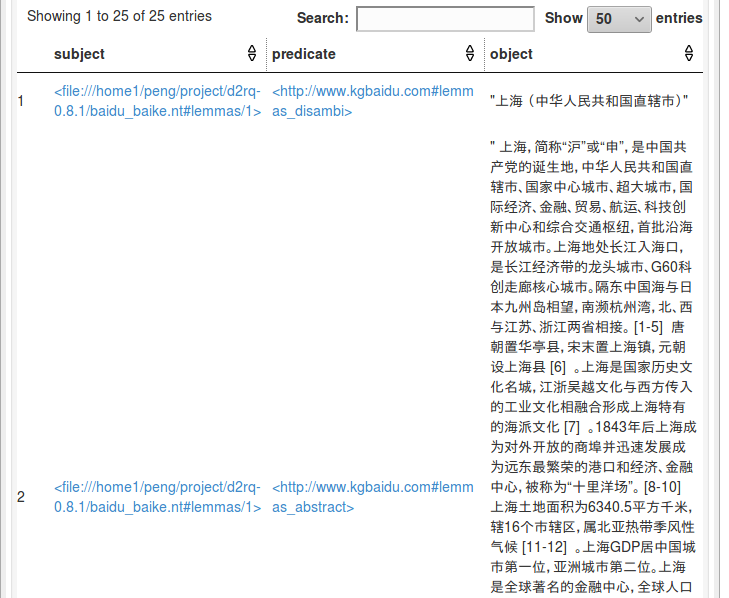 Showing 1 to 25 of 25 entries
Search:
Show 50 entries
subject predicate object
1
<file:///home1/peng/project/d2rq-
0.8.1/baidu_baike.nt#lemmas/1>
<http://www.kgbaidu.com#lemm
as_disambi>
"上海（中华人民共和国直辖市）"
2
<file:///home1/peng/project/d2rq-
0.8.1/baidu_baike.nt#lemmas/1>
<http://www.kgbaidu.com#lemm
as_abstract>
" 上海，简称“沪”或“申”，是中国共
产党的诞生地，中华人民共和国直
辖市、国家中心城市、超大城市，国
际经济、金融、贸易、航运、科技创
新中心和综合交通枢纽，首批沿海
开放城市。上海地处长江入海口，
是长江经济带的龙头城市、G60科
创走廊核心城市。隔东中国海与日
本九州岛相望，南濒杭州湾，北、西
与江苏、浙江两省相接。[1-5]  唐
朝置华亭县，宋末置上海镇，元朝
设上海县 [6]  。上海是国家历史文
化名城，江浙吴越文化与西方传入
的工业文化相融合形成上海特有
的海派文化 [7]  。1843年后上海成
为对外开放的商埠并迅速发展成
为远东最繁荣的港口和经济、金融
中心，被称为“十里洋场”。[8-10]
上海土地面积为6340.5平方千米，
辖16个市辖区，属北亚热带季风性
气候 [11-12]  。上海GDP居中国城
市第一位，亚洲城市第二位。上海
是全球著名的金融中心，全球人口